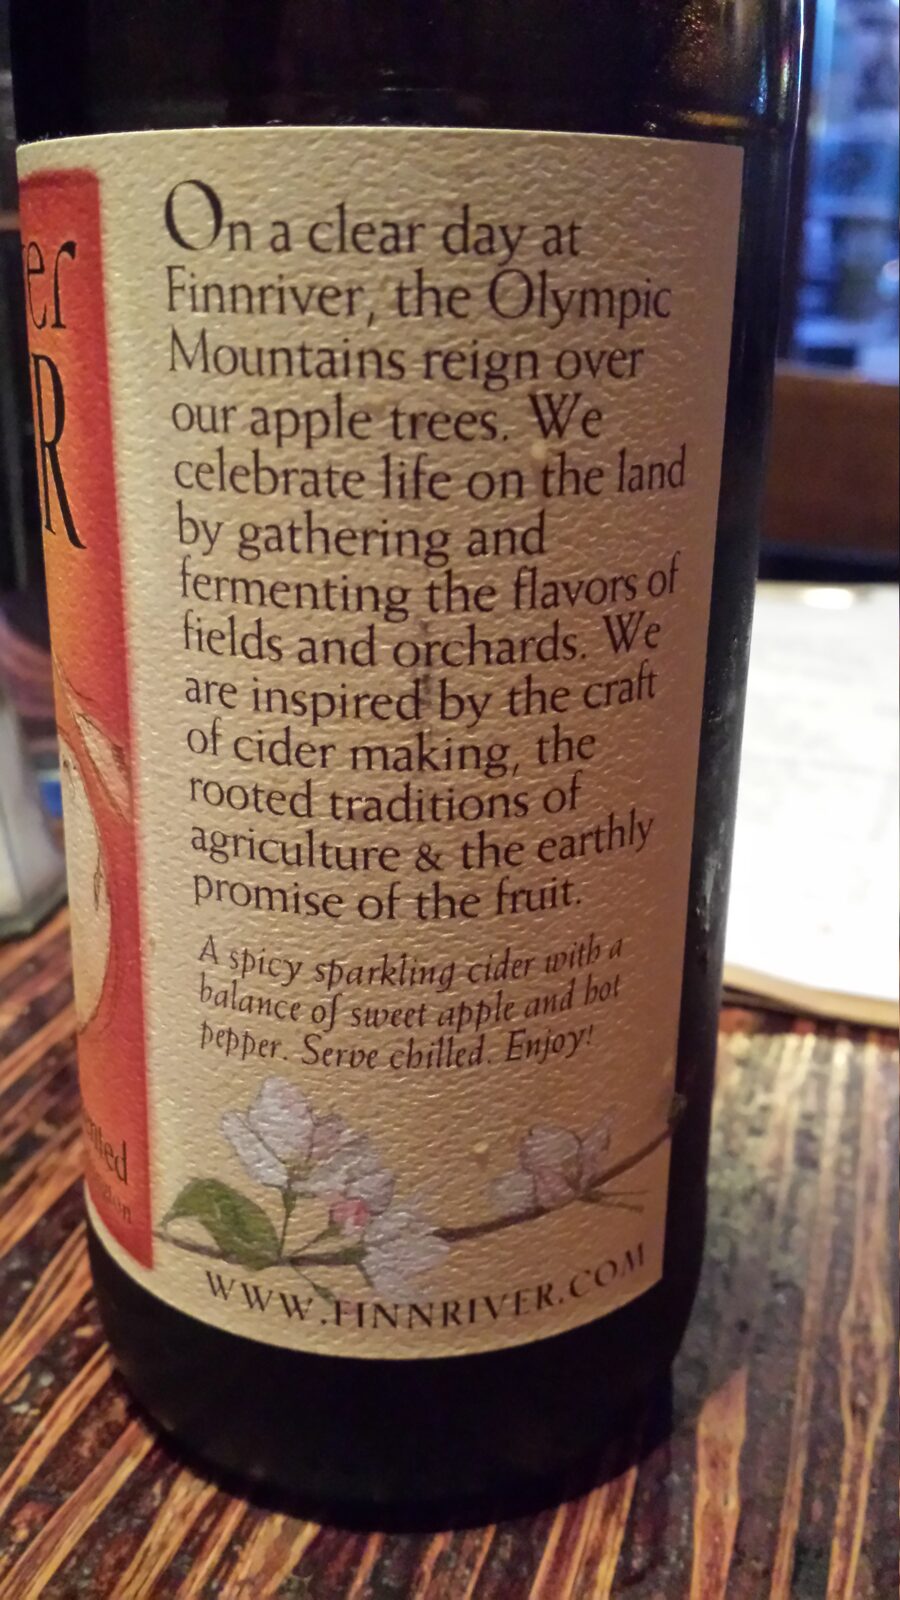 On a clear day at
Finnriver, the Olympic
Mountains reign over
our apple trees. We
celebrate life on the land
by gathering and
fermenting the flavors of
fields and orchards. We
are inspired by the craft
of cider making, the
rooted traditions of
agriculture & the earthly
promise of the fruit.
A spicy sparkling cider with a
balance of sweet apple and hot
pepper. Serve chilled. Enjoy!
WWW.FINNRIVER.COM